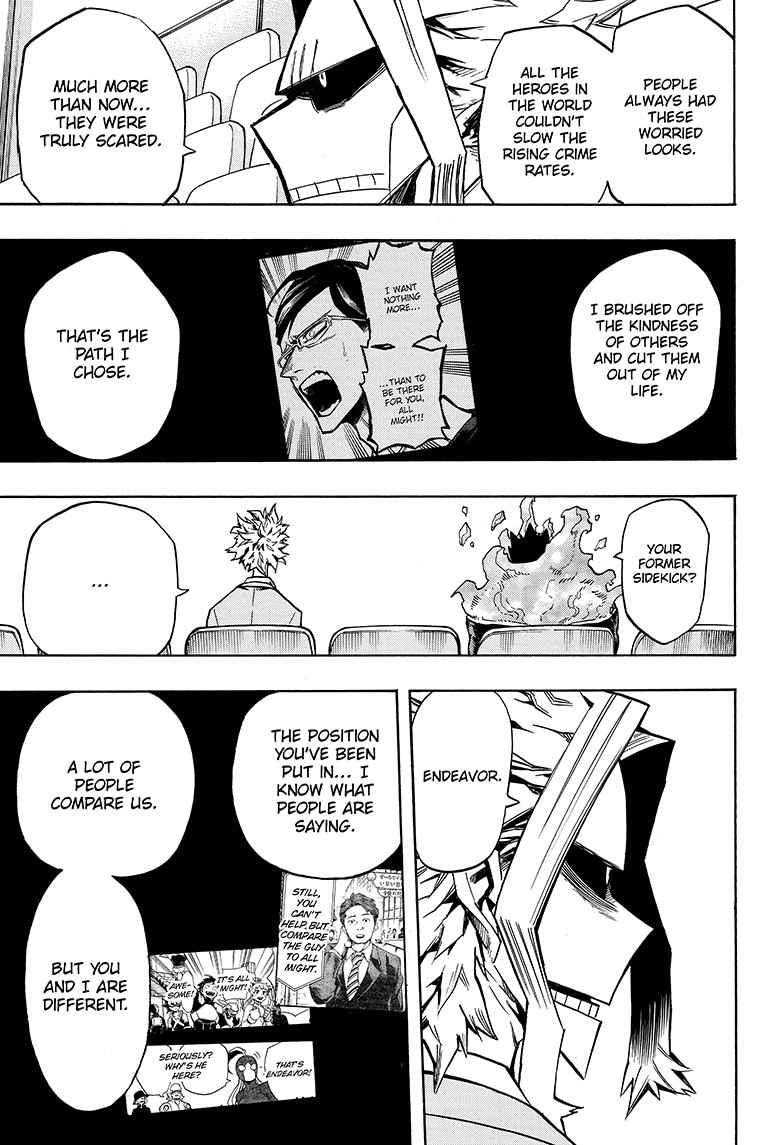 PEOPLE
ALWAYS HAD
THESE
WORRIED
LOOKS.
ALL THE
HEROES IN
THE WORLD
COULDN'T
SLOW THE
RISING CRIME
RATES.
MUCH MORE
THAN NOW...
THEY WERE
TRULY SCARED.
I BRUSHED OFF
THE KINDNESS
OF OTHERS
AND CUT THEM
OUT OF MY
LIFE.
I WANT
NOTHING
MORE...
...THAN TO
BE THERE
FOR YOU,
ALL
MIGHT!!
THAT'S THE
PATH I
CHOSE.
YOUR
FORMER
SIDEKICK?
...
ENDEAVOR.
THE POSITION
YOU'VE BEEN
PUT IN... I
KNOW WHAT
PEOPLE ARE
SAYING.
STILL,
YOU
CAN'T
HELP BUT
COMPARE
THE GUY
TO ALL
MIGHT.
A LOT OF
PEOPLE
COMPARE US.
IT'S ALL
MIGHT!
AWE-
SOME!
THAT'S
ENDEAVOR!
SERIOUSLY?
WHY'S HE
HERE?
BUT YOU
AND I ARE
DIFFERENT.